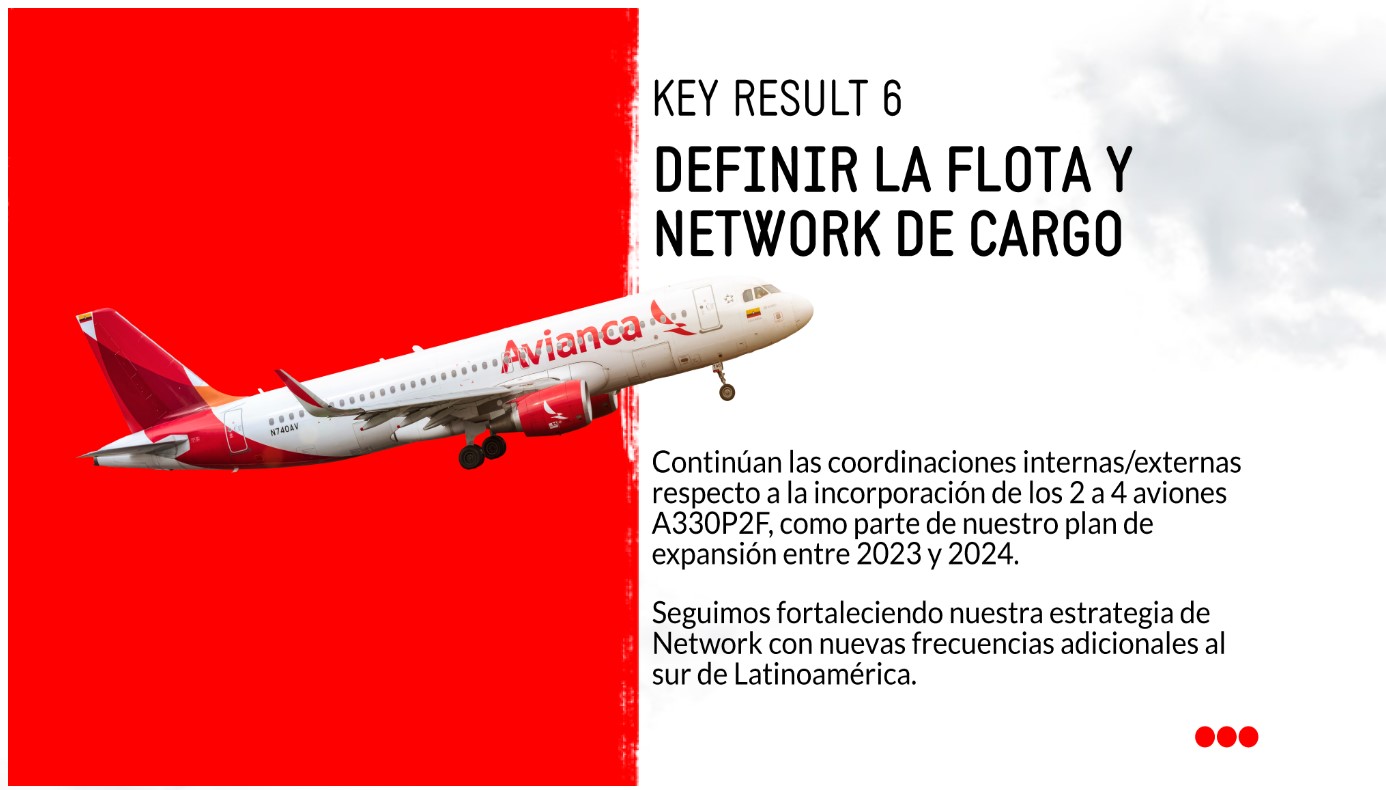 KEY RESULT 6
DEFINIR LA FLOTA Y
NETWORK DE CARGO
Avianca
N740AV
Continúan las coordinaciones internas/externas
respecto a la incorporación de los 2 a 4 aviones
A330P2F, como parte de nuestro plan de
expansión entre 2023 y 2024.
Seguimos fortaleciendo nuestra estrategia de
Network con nuevas frecuencias adicionales al
sur de Latinoamérica.